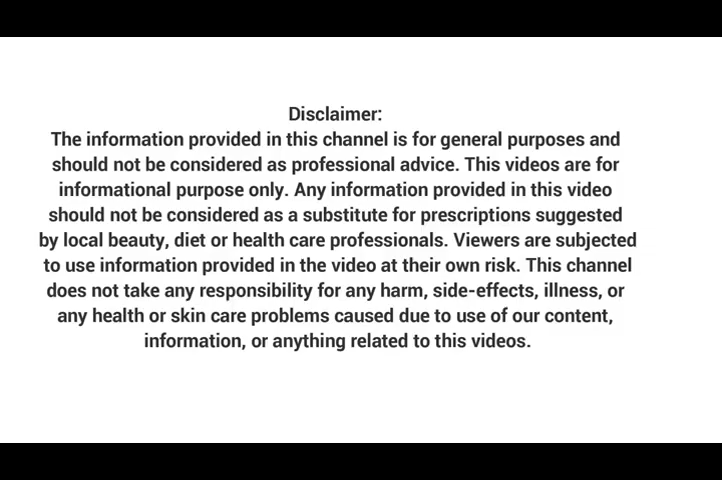 Disclaimer:
The information provided in this channel is for general purposes and
should not be considered as professional advice. This videos are for
informational purpose only. Any information provided in this video
should not be considered as a substitute for prescriptions suggested
by local beauty, diet or health care professionals. Viewers are subjected
to use information provided in the video at their own risk. This channel
does not take any responsibility for any harm, side-effects, illness, or
any health or skin care problems caused due to use of our content,
information, or anything related to this videos.